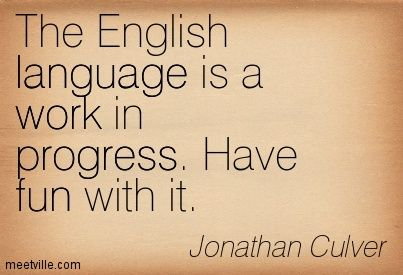 The English
language is a
work in
progress. Have
fun with it.
Jonathan Culver
meetville.com